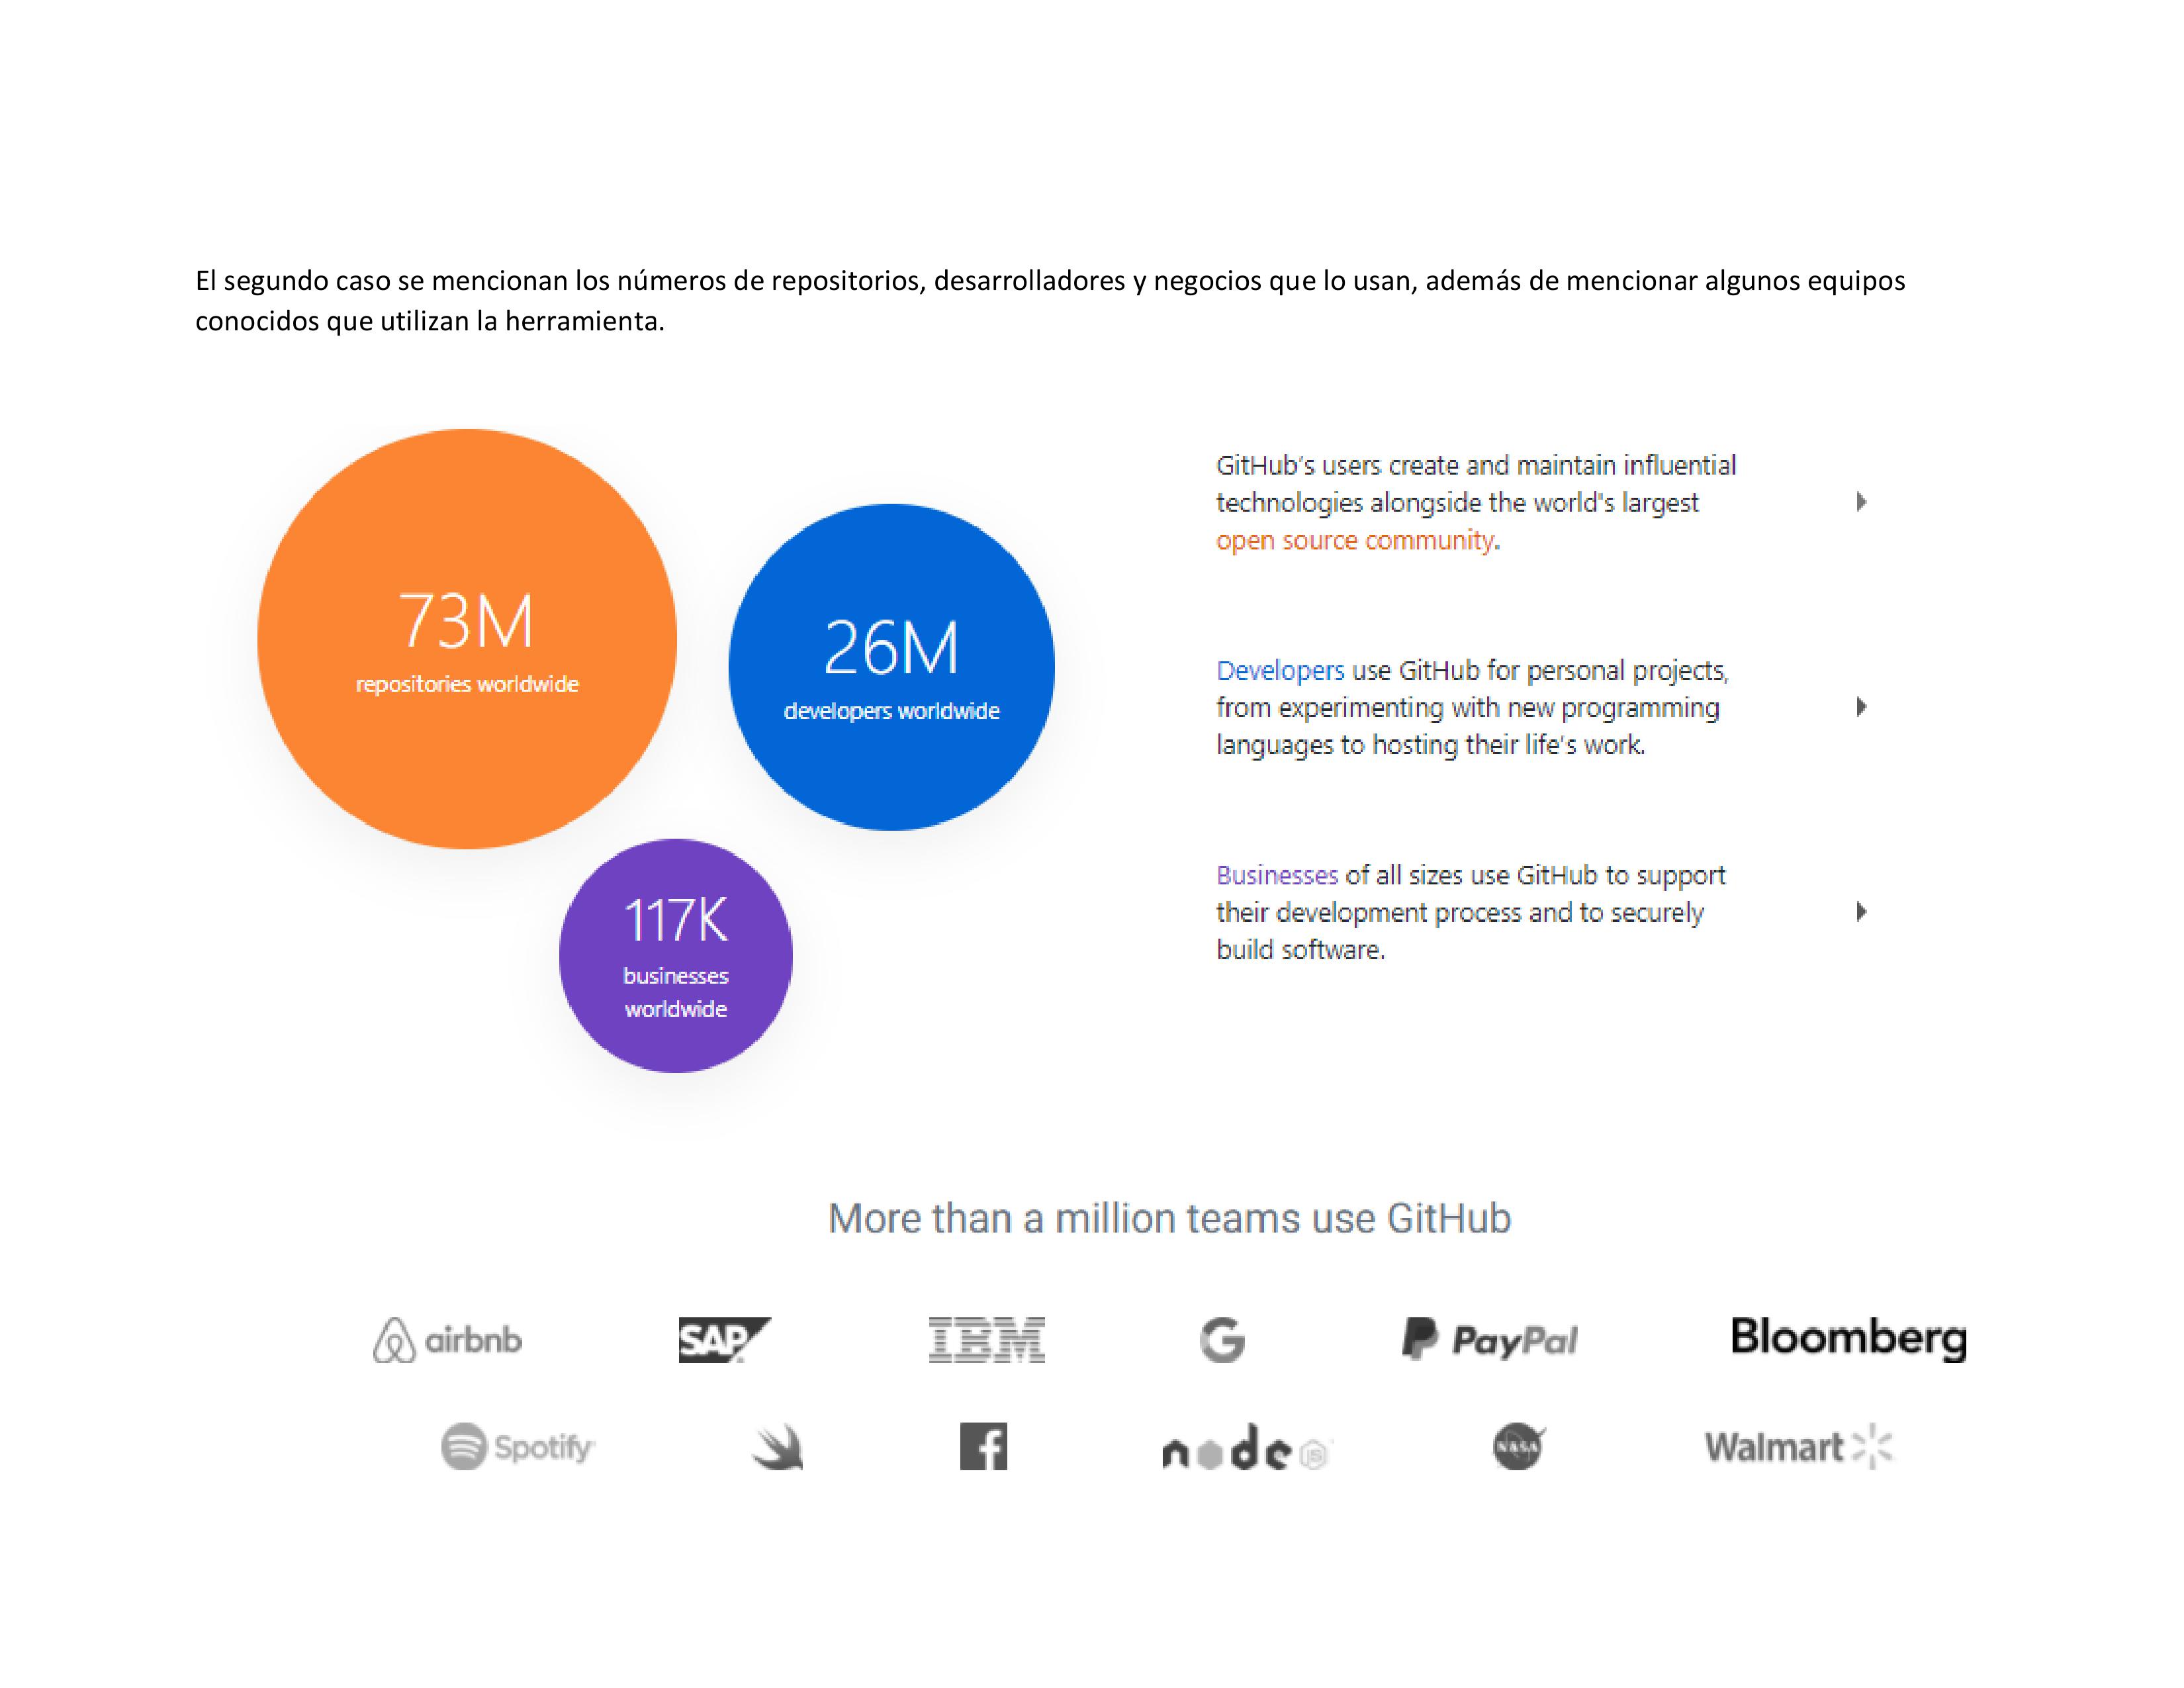 El segundo caso se mencionan los números de repositorios, desarrolladores y negocios que lo usan, además de mencionar algunos equipos
conocidos que utilizan la herramienta.
73M
repositories worldwide
26M
developers worldwide
117K
businesses
worldwide
GitHub's users create and maintain influential
technologies alongside the world's largest
open source community.
Developers use GitHub for personal projects,
from experimenting with new programming
languages to hosting their life's work.
Businesses of all sizes use GitHub to support
their development process and to securely
build software.
More than a million teams use GitHub
airbnb SAP IBM G PayPal Bloomberg
Spotify f node JS NASA Walmart